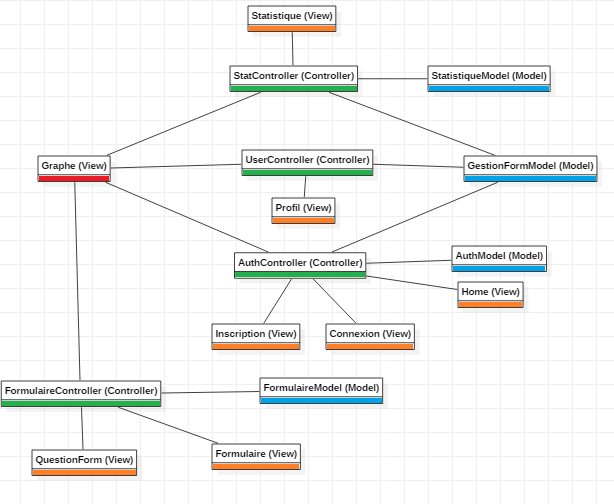 Statistique (View)
StatController (Controller)
StatistiqueModel (Model)
Graphe (View)
UserController (Controller)
GestionFormModel (Model)
Profil (View)
AuthController (Controller)
AuthModel (Model)
Home (View)
Inscription (View)
Connexion (View)
FormulaireController (Controller)
FormulaireModel (Model)
QuestionForm (View)
Formulaire (View)